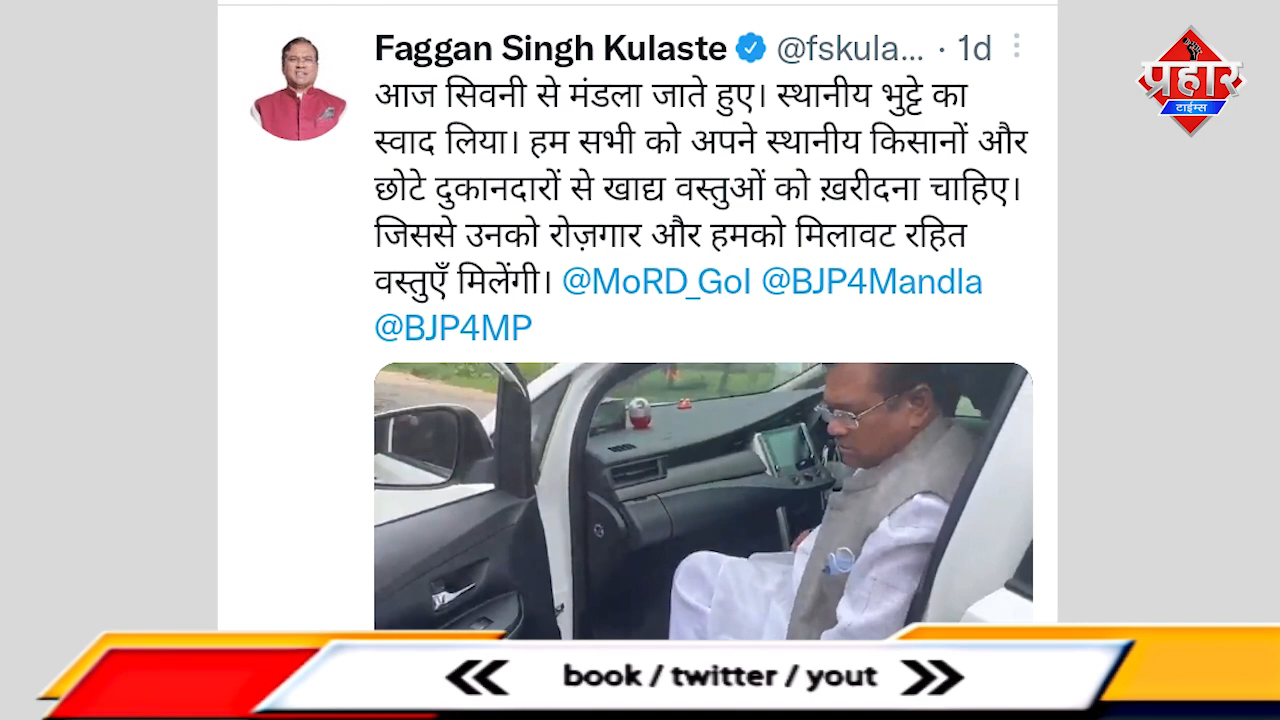 Faggan Singh Kulaste @fskula... · 1d
आज सिवनी से मंडला जाते हुए। स्थानीय भुट्टे का
स्वाद लिया। हम सभी को अपने स्थानीय किसानों और
छोटे दुकानदारों से खाद्य वस्तुओं को ख़रीदना चाहिए।
जिससे उनको रोज़गार और हमको मिलावट रहित
वस्तुएँ मिलेंगी। @MoRD_GoI @BJP4Mandla
@BJP4MP
प्रहार
टाईम्स
book / twitter / yout